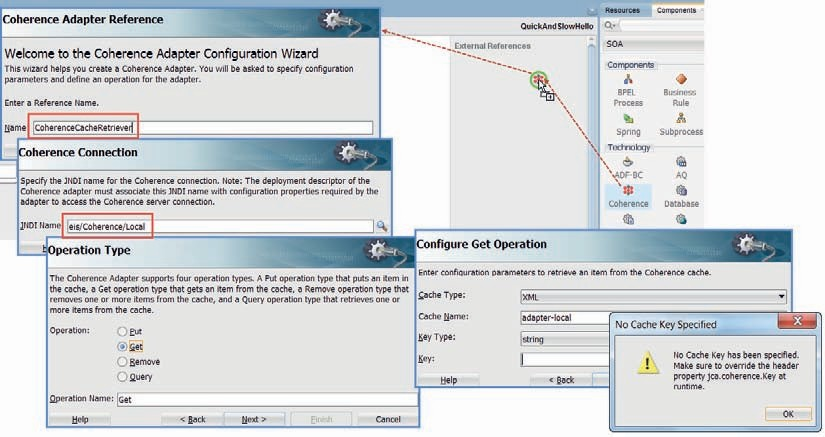 Coherence Adapter Reference
Welcome to the Coherence Adapter Configuration Wizard
This wizard helps you create a Coherence Adapter. You will be asked to specify configuration
parameters and define an operation for the adapter.
Enter a Reference Name.
Name CoherenceCacheRetriever
Coherence Connection
Specify the JNDI name for the Coherence connection. Note: The deployment descriptor of the
Coherence adapter must associate this JNDI name with configuration properties required by the
adapter to access the Coherence server connection.
JNDI Name eis/Coherence/Local
Operation Type
The Coherence Adapter supports four operation types. A Put operation type that puts an item in
the cache, a Get operation type that gets an item from the cache, a Remove operation type that
removes one or more items from the cache, and a Query operation type that retrieves one or
more items from the cache.
Operation:
Put
Get
Remove
Query
Operation Name: Get
Help < Back Next > Finish Cancel
QuickAndSlowHello
External References
Resources Components
SOA
Components
BPEL Process
Business Rule
Spring
Subprocess
Technology
ADF-BC
AQ
Coherence
Database
Configure Get Operation
Enter configuration parameters to retrieve an item from the Coherence cache.
Cache Type: XML
Cache Name: adapter-local
Key Type: string
Key:
Help < Back
No Cache Key Specified
No Cache Key has been specified.
Make sure to override the header
property jca.coherence.Key at
runtime.
OK